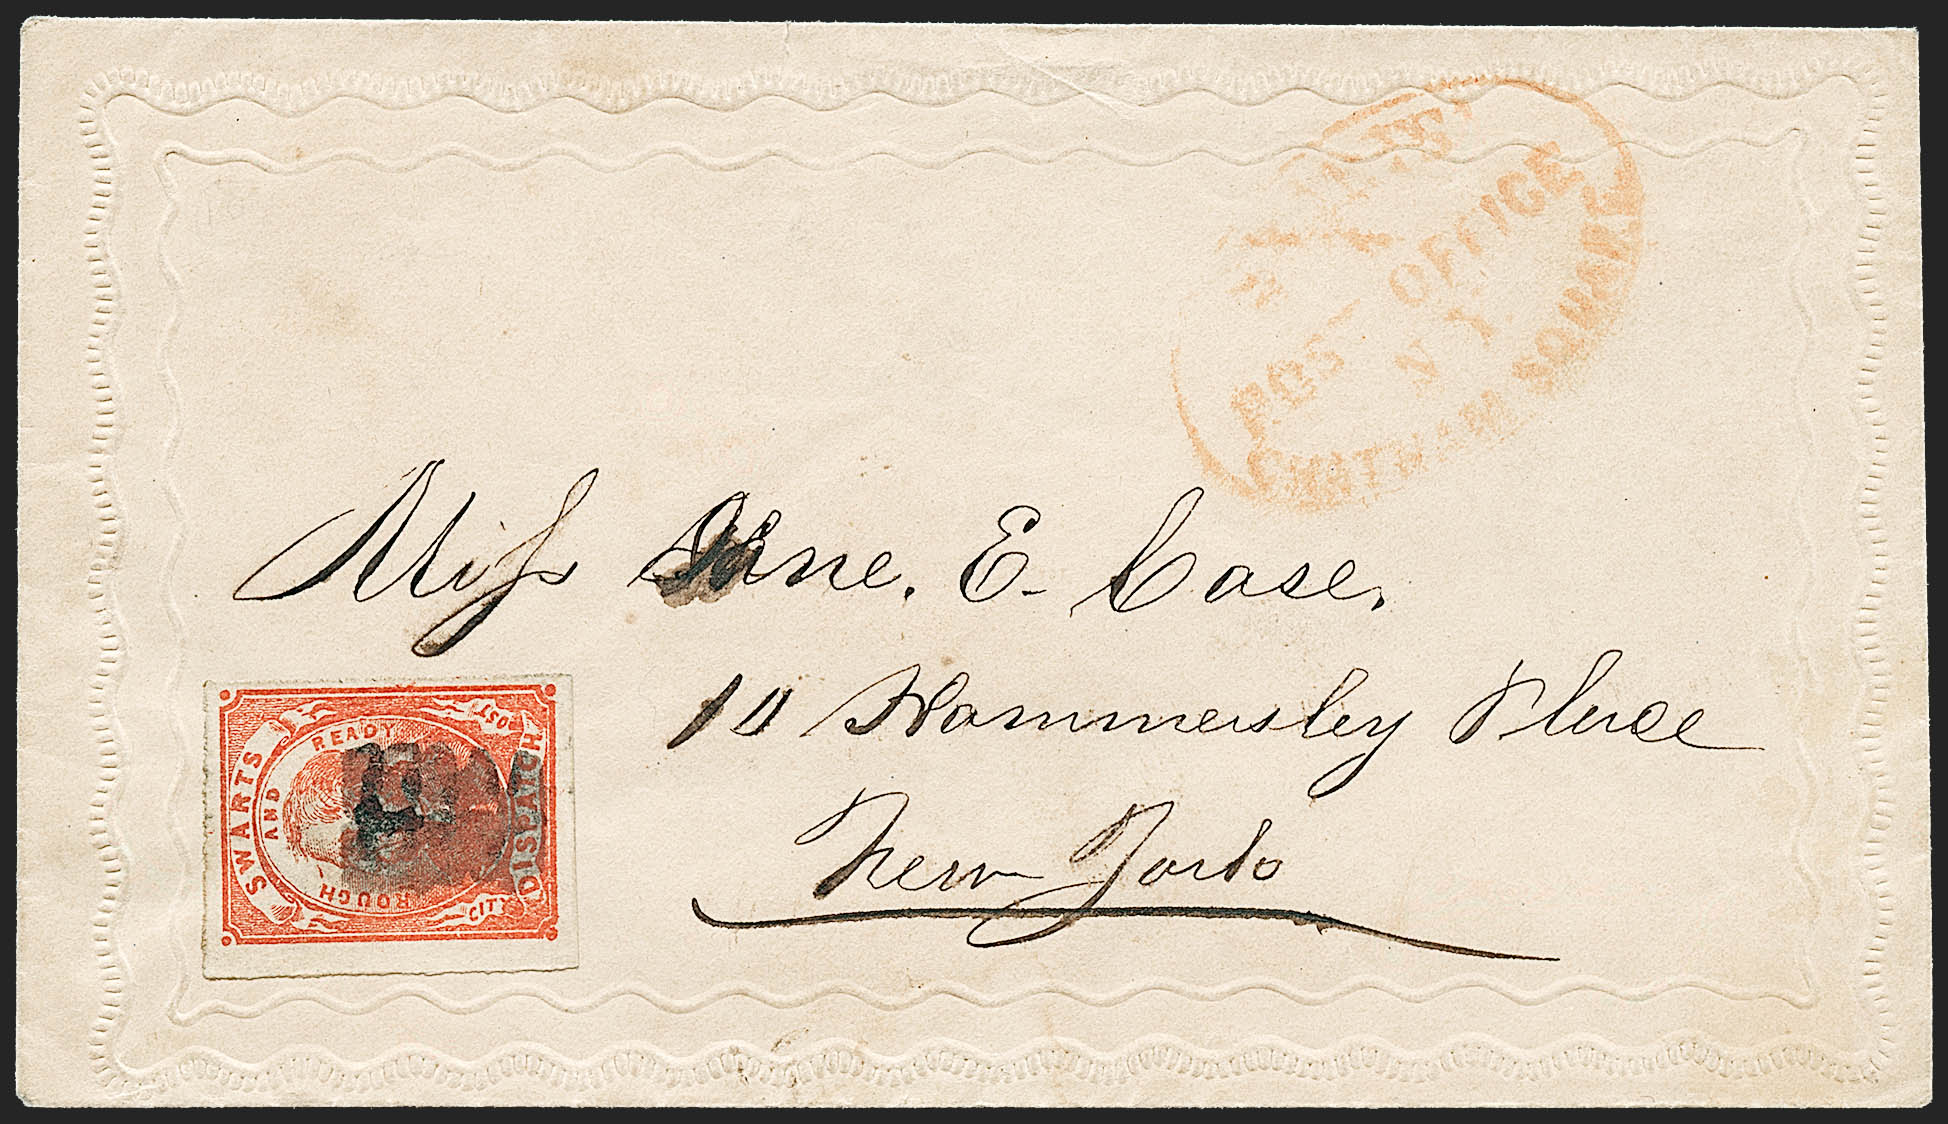 POST OFFICE
N.Y.
CHATHAM SQUARE
Miss Jane. E. Case.
10 Hammersley Place
New York
SWARTS
CITY POST
DISPATCH
ROUGH AND READY